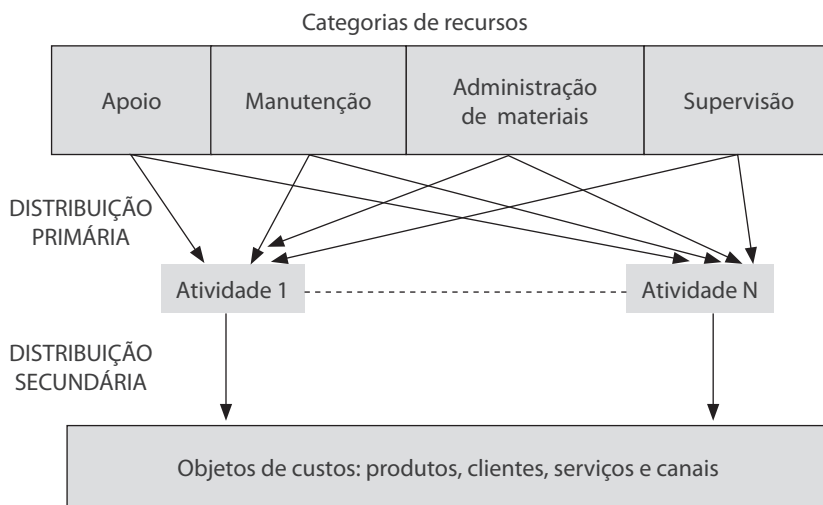 Categorias de recursos
Apoio
Manutenção
Administração
de materiais
Supervisão
DISTRIBUIÇÃO
PRIMÁRIA
Atividade 1
Atividade N
DISTRIBUIÇÃO
SECUNDÁRIA
Objetos de custos: produtos, clientes, serviços e canais